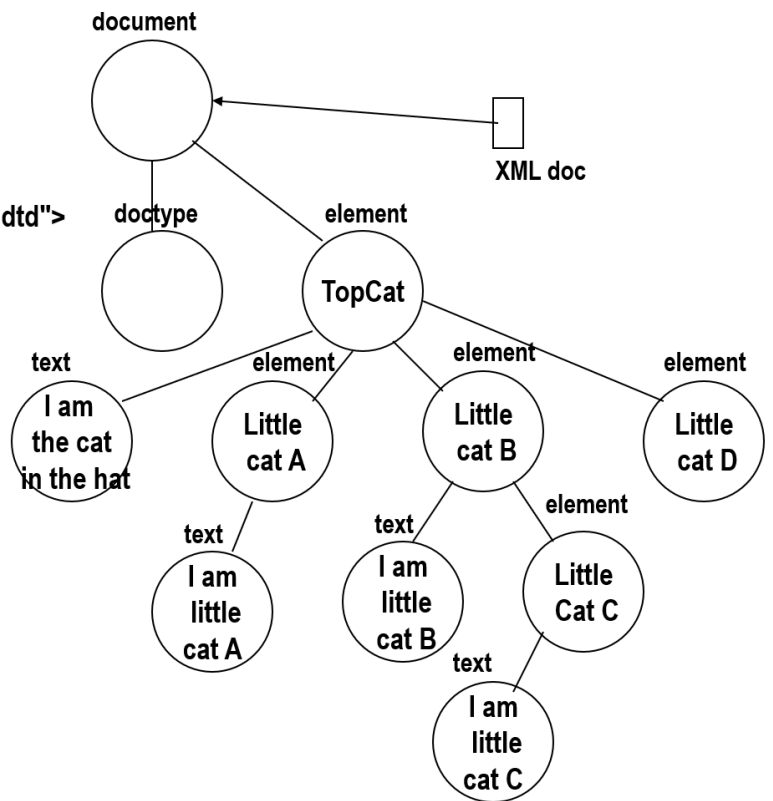 document
XML doc
dtd">
doctype
element
TopCat
text
element
element
element
I am
the cat
in the hat
Little
cat A
Little
cat B
Little
cat D
text
text
element
I am
little
cat A
I am
little
cat B
Little
Cat C
text
I am
little
cat C